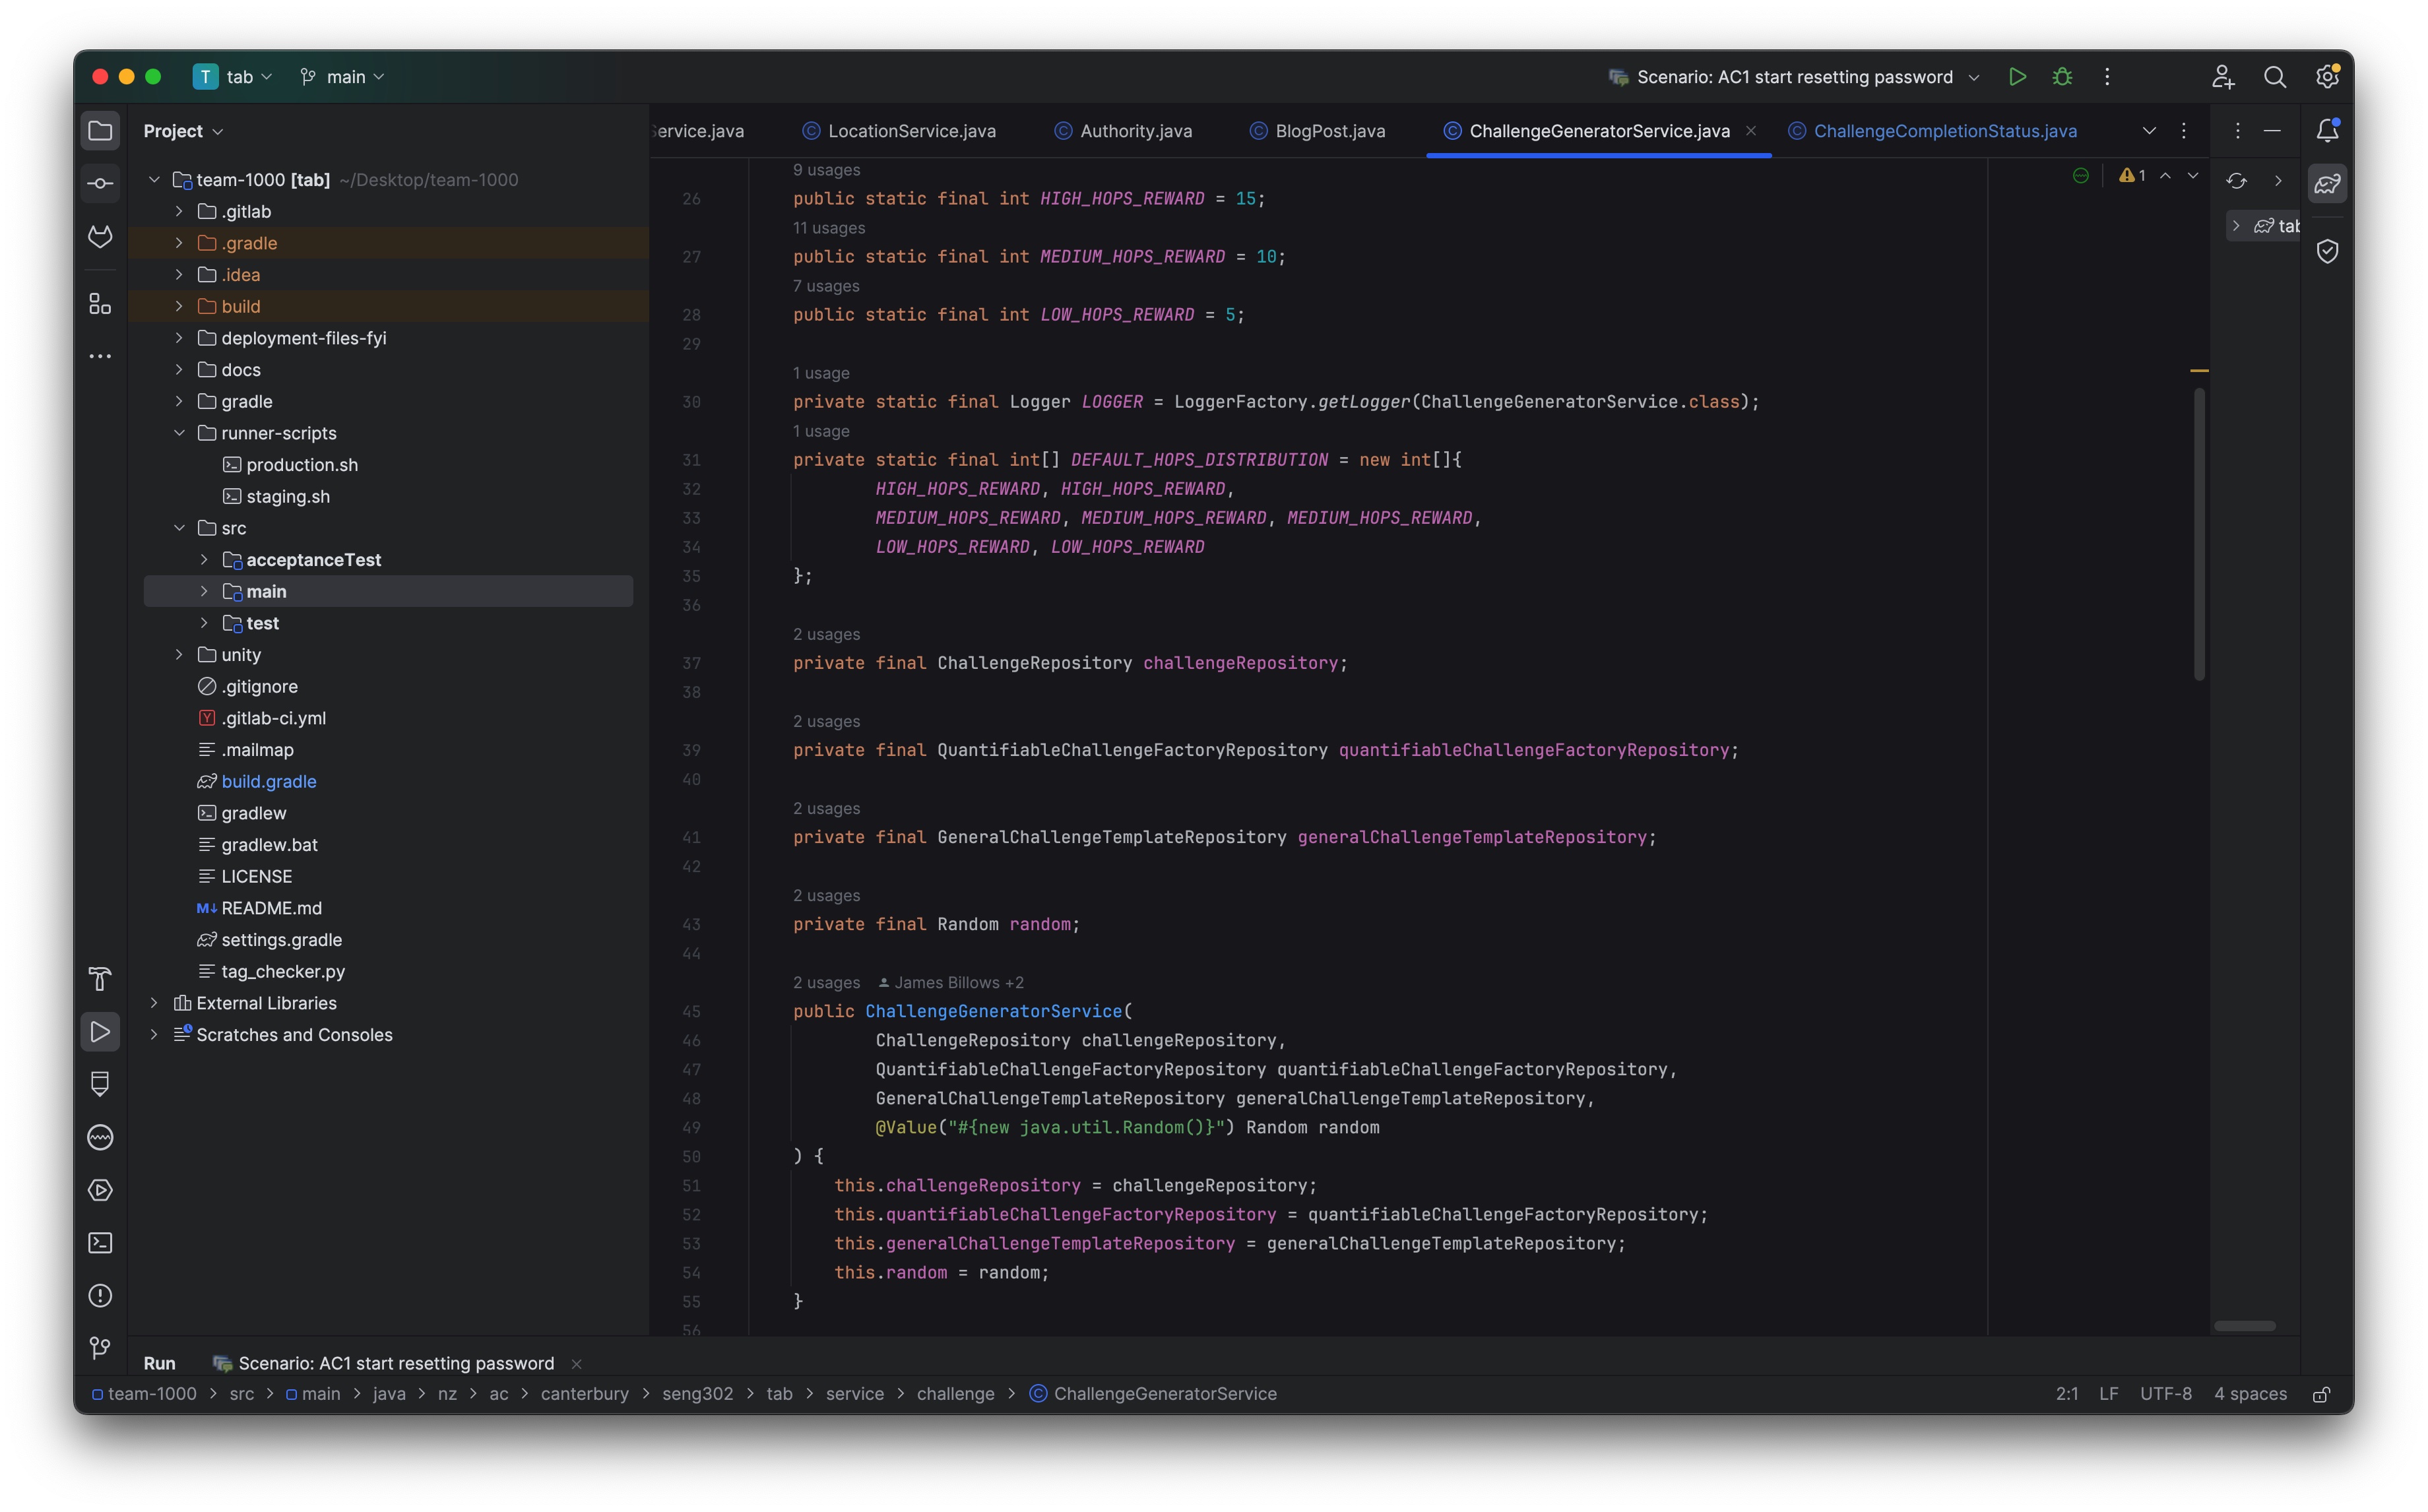 T tab main Scenario: AC1 start resetting password
Project
team-1000 [tab] ~/Desktop/team-1000
.gitlab
.gradle
.idea
build
deployment-files-fyi
docs
gradle
runner-scripts
production.sh
staging.sh
src
acceptanceTest
main
test
unity
.gitignore
.gitlab-ci.yml
.mailmap
build.gradle
gradlew
gradlew.bat
LICENSE
README.md
settings.gradle
tag_checker.py
External Libraries
Scratches and Consoles
Service.java LocationService.java Authority.java BlogPost.java ChallengeGeneratorService.java ChallengeCompletionStatus.java
1
tab
9 usages
26 public static final int HIGH_HOPS_REWARD = 15;
11 usages
27 public static final int MEDIUM_HOPS_REWARD = 10;
7 usages
28 public static final int LOW_HOPS_REWARD = 5;
29
1 usage
30 private static final Logger LOGGER = LoggerFactory.getLogger(ChallengeGeneratorService.class);
1 usage
31 private static final int[] DEFAULT_HOPS_DISTRIBUTION = new int[]{
32 HIGH_HOPS_REWARD, HIGH_HOPS_REWARD,
33 MEDIUM_HOPS_REWARD, MEDIUM_HOPS_REWARD, MEDIUM_HOPS_REWARD,
34 LOW_HOPS_REWARD, LOW_HOPS_REWARD
35 };
36
2 usages
37 private final ChallengeRepository challengeRepository;
38
2 usages
39 private final QuantifiableChallengeFactoryRepository quantifiableChallengeFactoryRepository;
40
2 usages
41 private final GeneralChallengeTemplateRepository generalChallengeTemplateRepository;
42
2 usages
43 private final Random random;
44
2 usages James Billows +2
45 public ChallengeGeneratorService(
46 ChallengeRepository challengeRepository,
47 QuantifiableChallengeFactoryRepository quantifiableChallengeFactoryRepository,
48 GeneralChallengeTemplateRepository generalChallengeTemplateRepository,
49 @Value("#{new java.util.Random()}") Random random
50 ) {
51 this.challengeRepository = challengeRepository;
52 this.quantifiableChallengeFactoryRepository = quantifiableChallengeFactoryRepository;
53 this.generalChallengeTemplateRepository = generalChallengeTemplateRepository;
54 this.random = random;
55 }
56
Run Scenario: AC1 start resetting password
team-1000 > src > main > java > nz > ac > canterbury > seng302 > tab > service > challenge > ChallengeGeneratorService 2:1 LF UTF-8 4 spaces